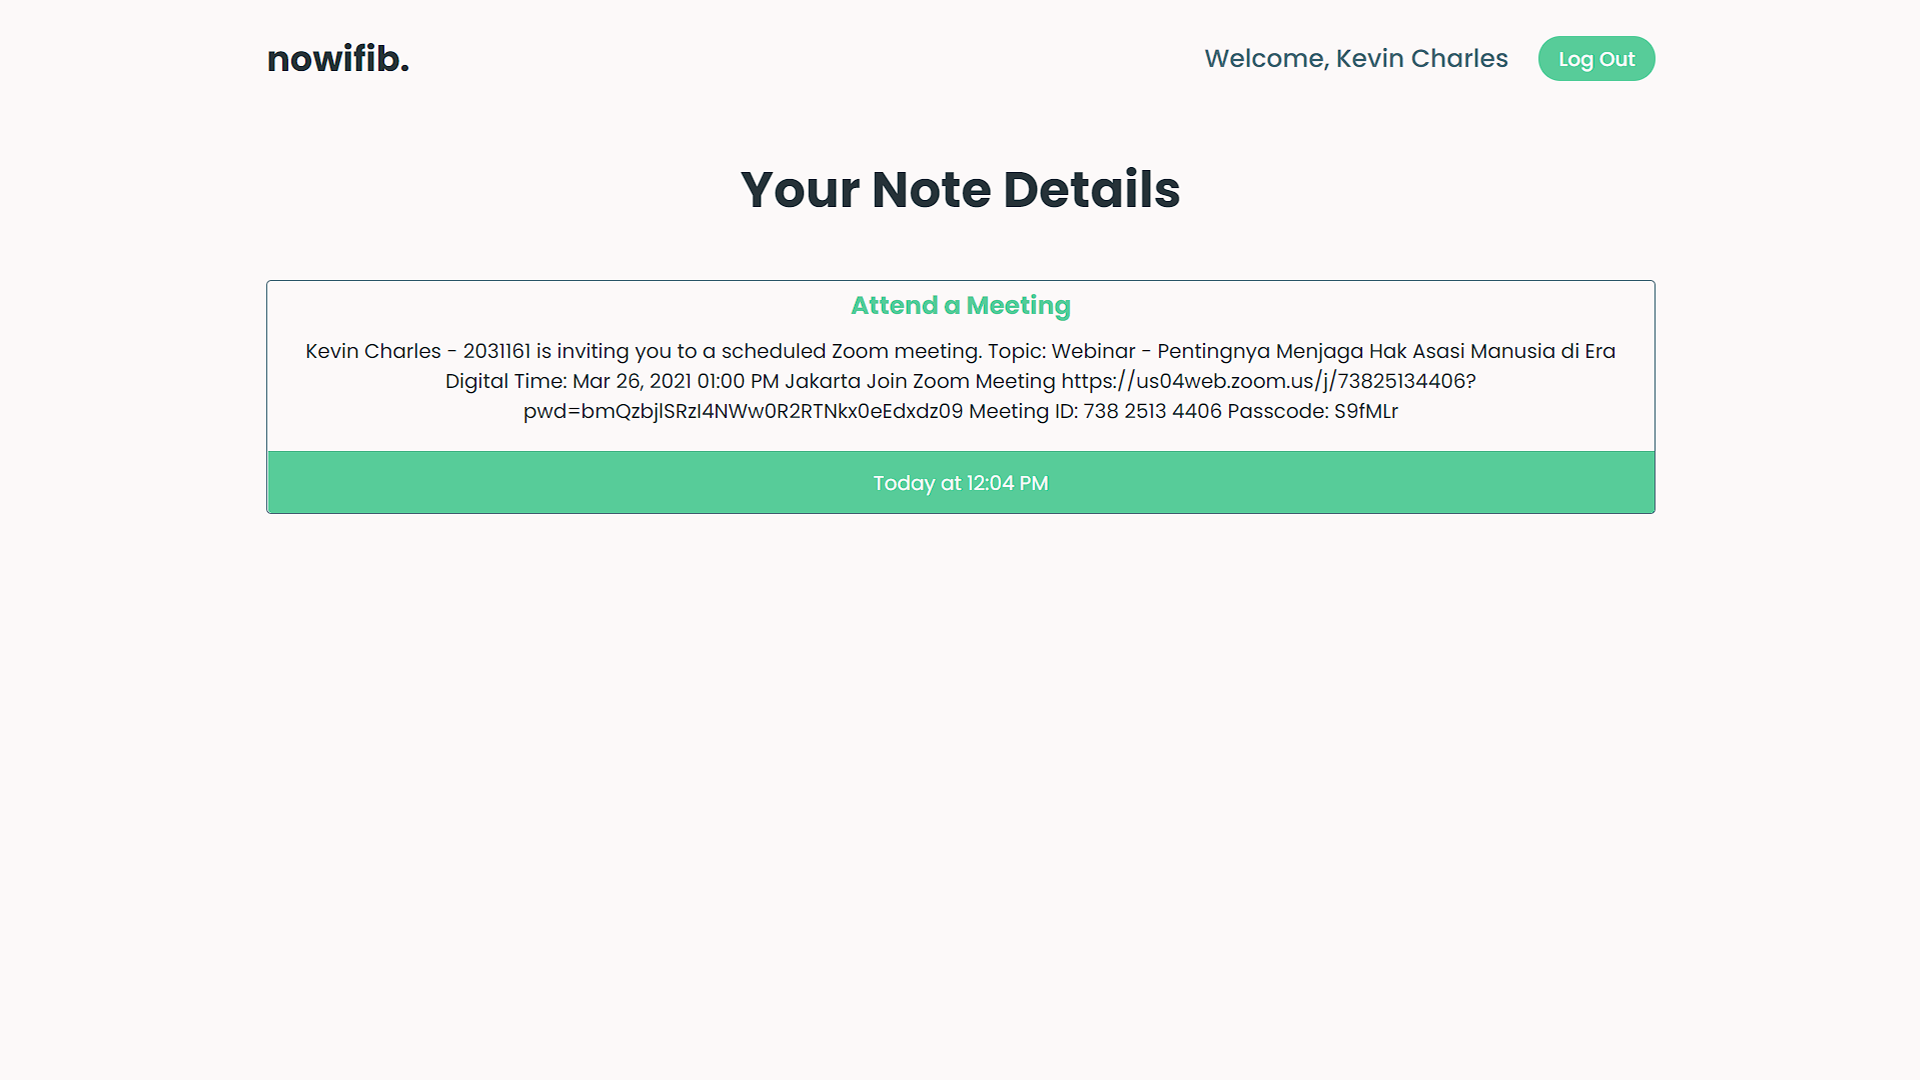 nowifib.
Welcome, Kevin Charles
Log Out
Your Note Details
Attend a Meeting
Kevin Charles - 2031161 is inviting you to a scheduled Zoom meeting. Topic: Webinar - Pentingnya Menjaga Hak Asasi Manusia di Era
Digital Time: Mar 26, 2021 01:00 PM Jakarta Join Zoom Meeting https://us04web.zoom.us/j/73825134406?
pwd=bmQzbjlSRzI4NWw0R2RTNkx0eEdxdz09 Meeting ID: 738 2513 4406 Passcode: S9fMLr
Today at 12:04 PM